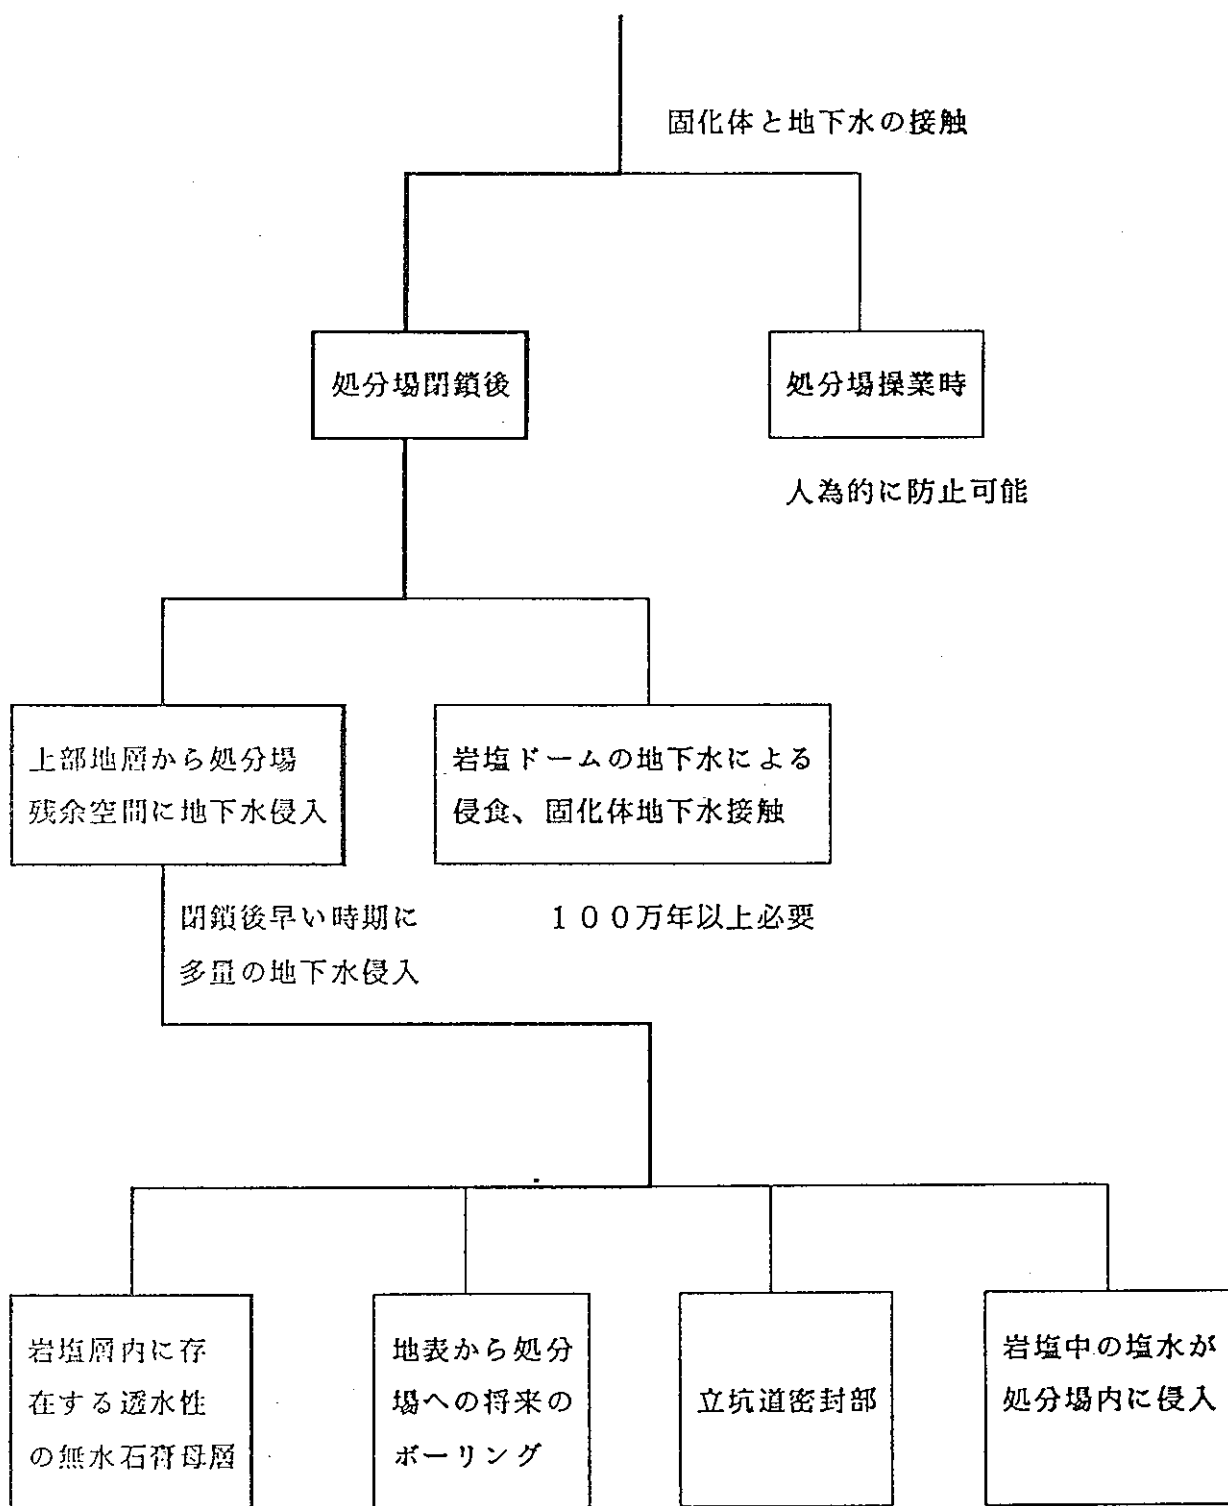 固化体と地下水の接触
処分場閉鎖後
処分場操業時
人為的に防止可能
上部地層から処分場
残余空間に地下水侵入
岩塩ドームの地下水による
侵食、固化体地下水接触
閉鎖後早い時期に
多量の地下水侵入
100万年以上必要
岩塩層内に存
在する透水性
の無水石膏母層
地表から処分
場への将来の
ボーリング
立坑道密封部
岩塩中の塩水が
処分場内に侵入